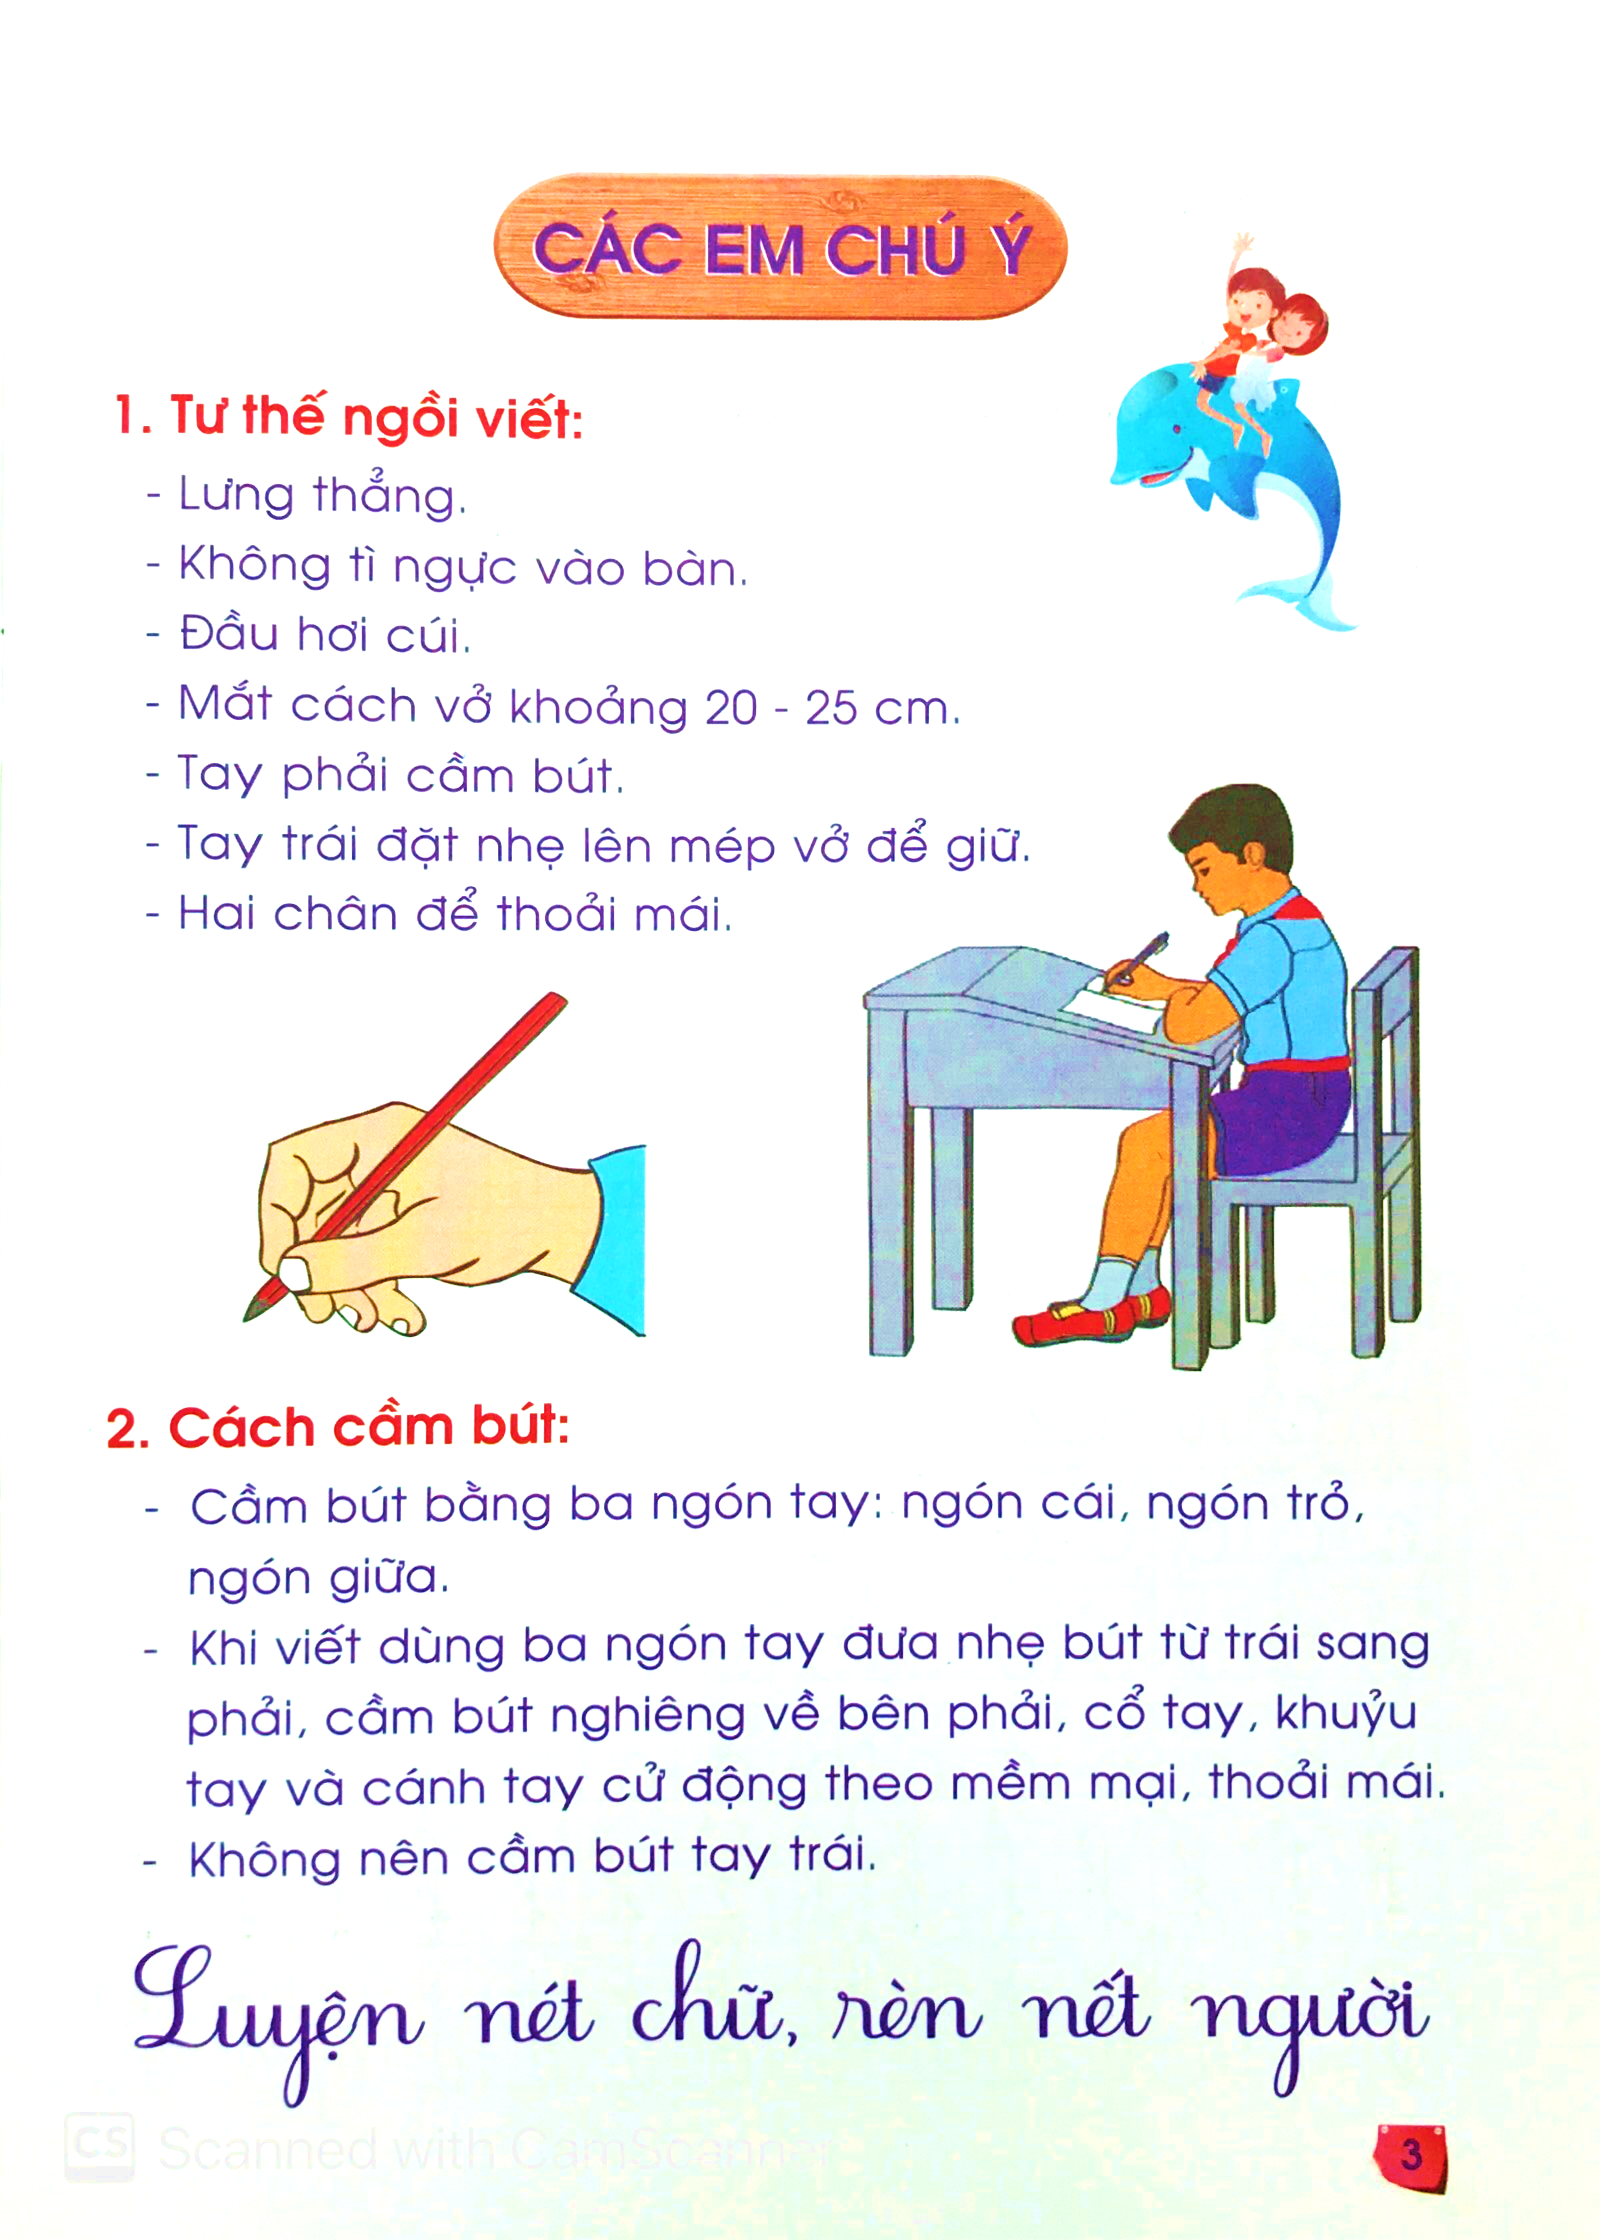 CÁC EM CHÚ Ý
1. Tư thế ngồi viết:
- Lưng thẳng.
- Không tì ngực vào bàn.
- Đầu hơi cúi.
- Mắt cách vở khoảng 20 - 25 cm.
- Tay phải cầm bút.
- Tay trái đặt nhẹ lên mép vở để giữ.
- Hai chân để thoải mái.
2. Cách cầm bút:
- Cầm bút bằng ba ngón tay: ngón cái, ngón trỏ,
ngón giữa.
- Khi viết dùng ba ngón tay đưa nhẹ bút từ trái sang
phải, cầm bút nghiêng về bên phải, cổ tay, khuỷu
tay và cánh tay cử động theo mềm mại, thoải mái.
- Không nên cầm bút tay trái.
Luyện nét chữ, rèn nết người
CS Scanned with CamScanner
3